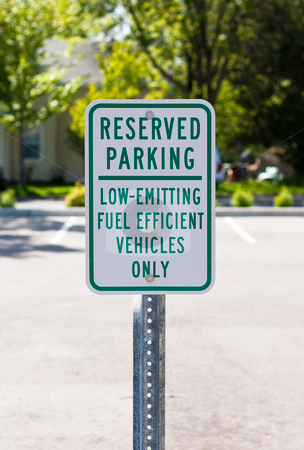 RESERVED
PARKING
LOW-EMITTING
FUEL EFFICIENT
VEHICLES
ONLY